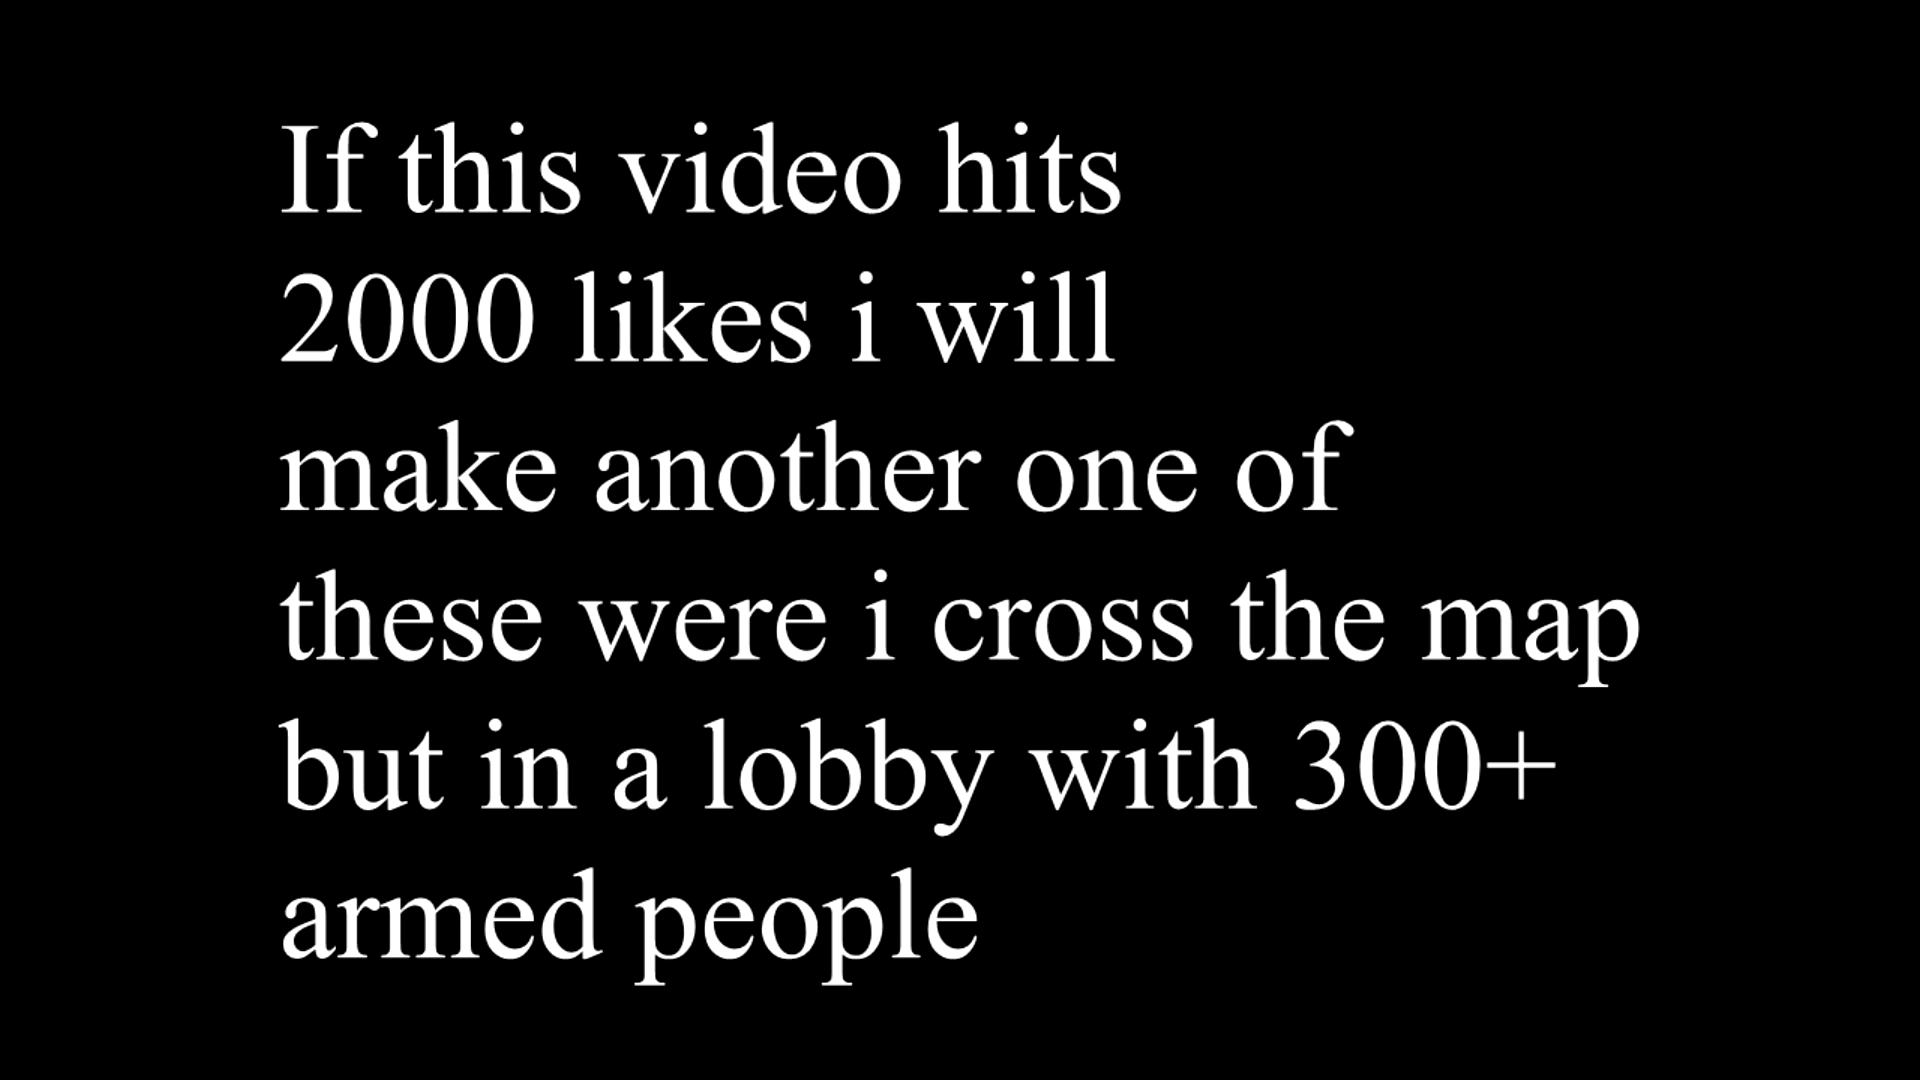 If this video hits
2000 likes i will
make another one of
these were i cross the map
but in a lobby with 300+
armed people